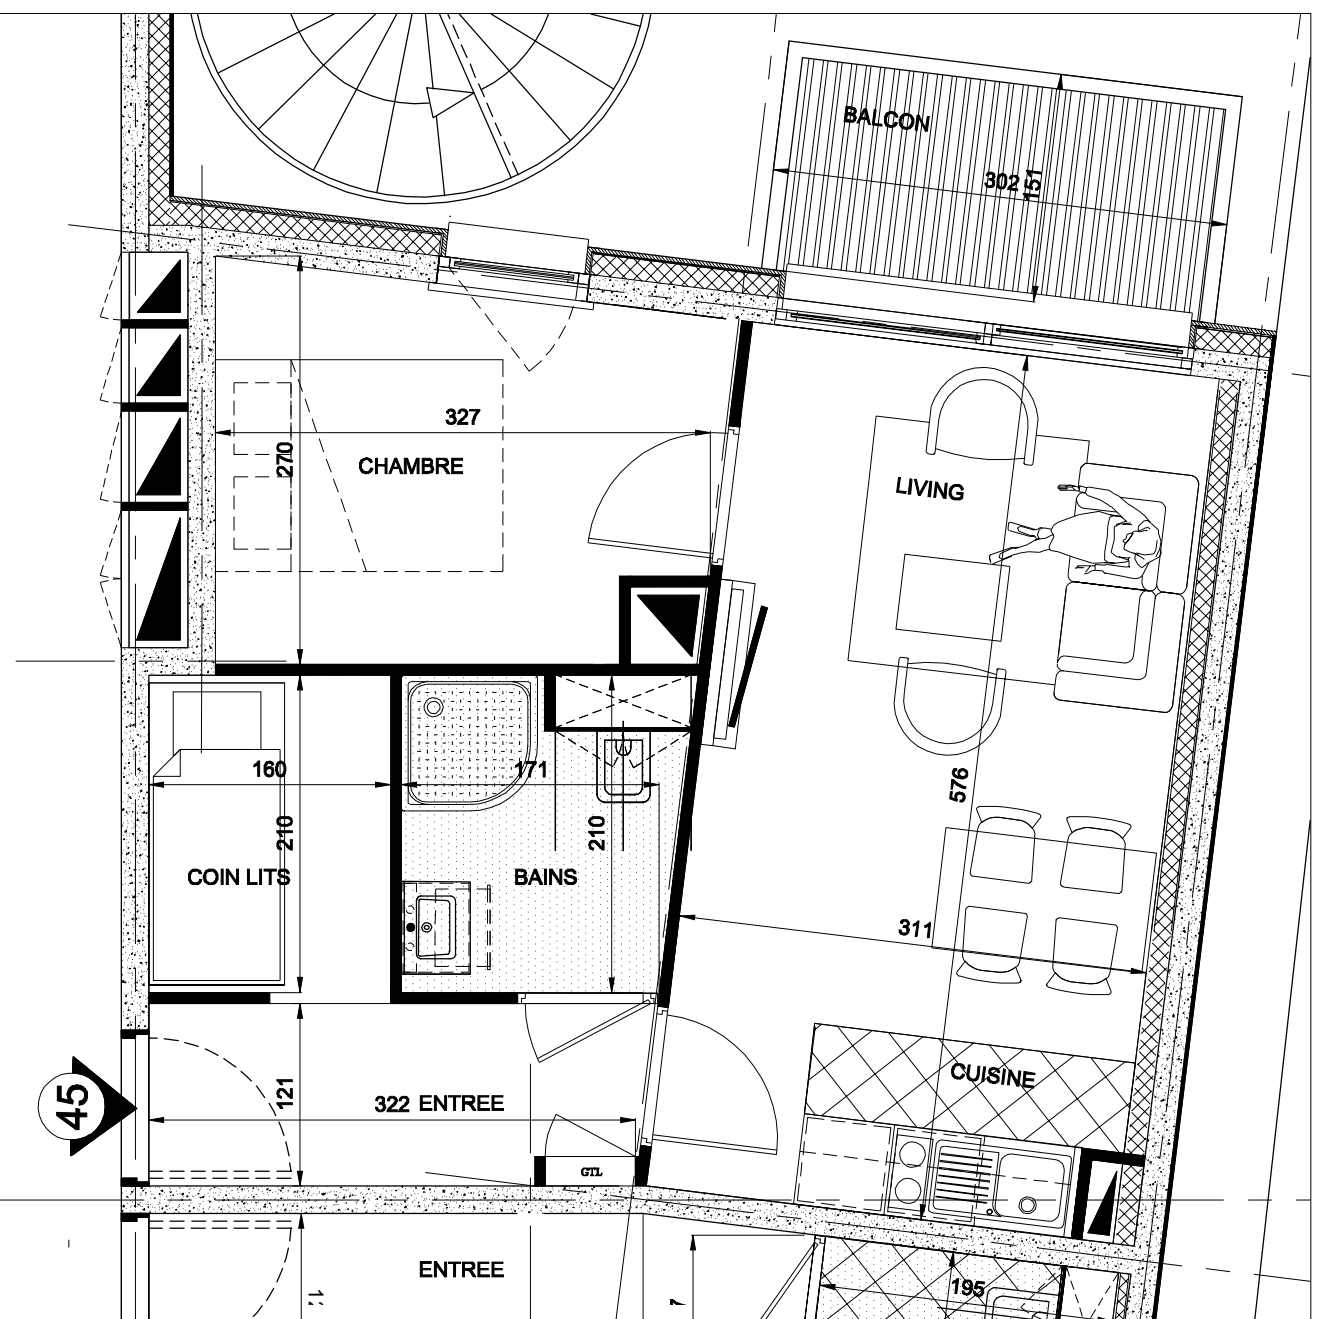 BALCON
302
151
327
270
CHAMBRE
LIVING
160
171
210
210
576
COIN LITS
BAINS
311
CUISINE
45
121
322 ENTREE
GTL
ENTREE
195